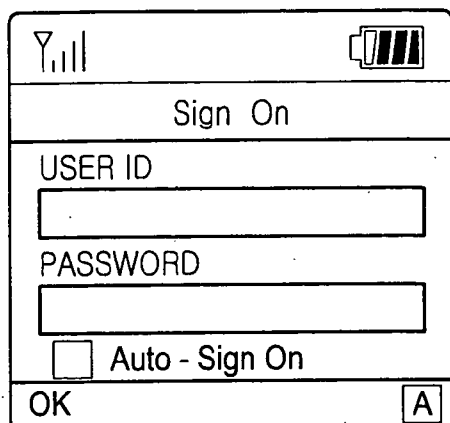 Sign On
USER ID
PASSWORD
Auto - Sign On
OK A